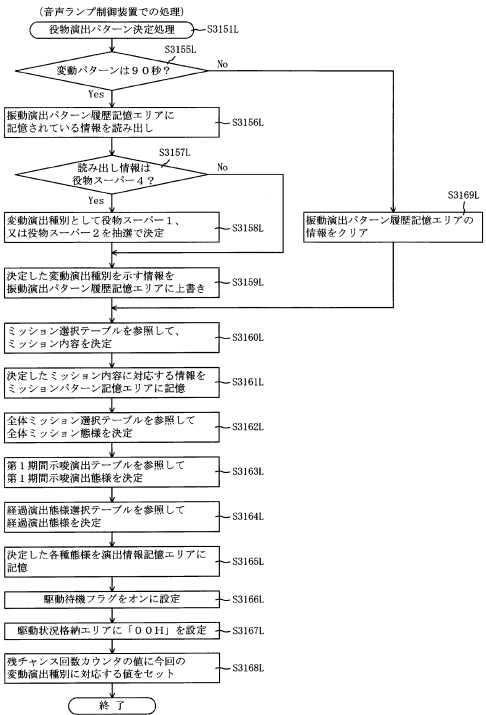 (音声ランプ制御装置での処理)
役物演出パターン決定処理
S3151L
S3155L
変動パターンは90秒?
No
Yes
振動演出パターン履歴記憶エリアに
記憶されている情報を読み出し
S3156L
S3157L
読み出し情報は
役物スーパー4?
No
Yes
S3169L
変動演出種別として役物スーパー1、
又は役物スーパー2を抽選で決定
S3158L
振動演出パターン履歴記憶エリアの
情報をクリア
決定した変動演出種別を示す情報を
振動演出パターン履歴記憶エリアに上書き
S3159L
ミッション選択テーブルを参照して、
ミッション内容を決定
S3160L
決定したミッション内容に対応する情報を
ミッションパターン記憶エリアに記憶
S3161L
全体ミッション選択テーブルを参照して
全体ミッション態様を決定
S3162L
第1期間示唆演出テーブルを参照して
第1期間示唆演出態様を決定
S3163L
経過演出態様選択テーブルを参照して
経過演出態様を決定
S3164L
決定した各種態様を演出情報記憶エリアに
記憶
S3165L
駆動待機フラグをオンに設定
S3166L
駆動状況格納エリアに「00H」を設定
S3167L
残チャンス回数カウンタの値に今回の
変動演出種別に対応する値をセット
S3168L
終了